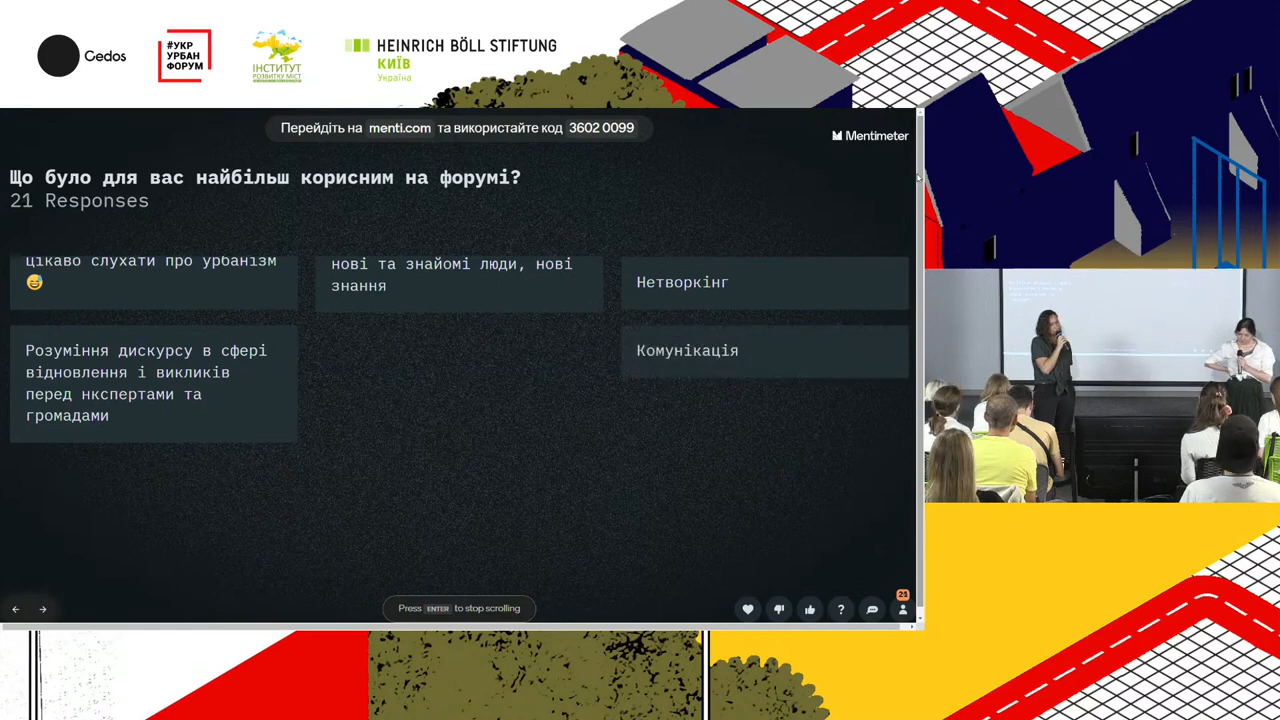 Cedos
#УКР
УРБАН
ФОРУМ
ІНСТИТУТ
РОЗВИТКУ МІСТ
HEINRICH BÖLL STIFTUNG
КИЇВ
Україна
Перейдіть на menti.com та використайте код 3602 0099
Mentimeter
Що було для вас найбільш корисним на форумі?
21 Responses
цікаво слухати про урбанізм 😅
нові та знайомі люди, нові
знання
Нетворкінг
Розуміння дискурсу в сфері
відновлення і викликів
перед нкспертами та
громадами
Комунікація
Press ENTER to stop scrolling
?